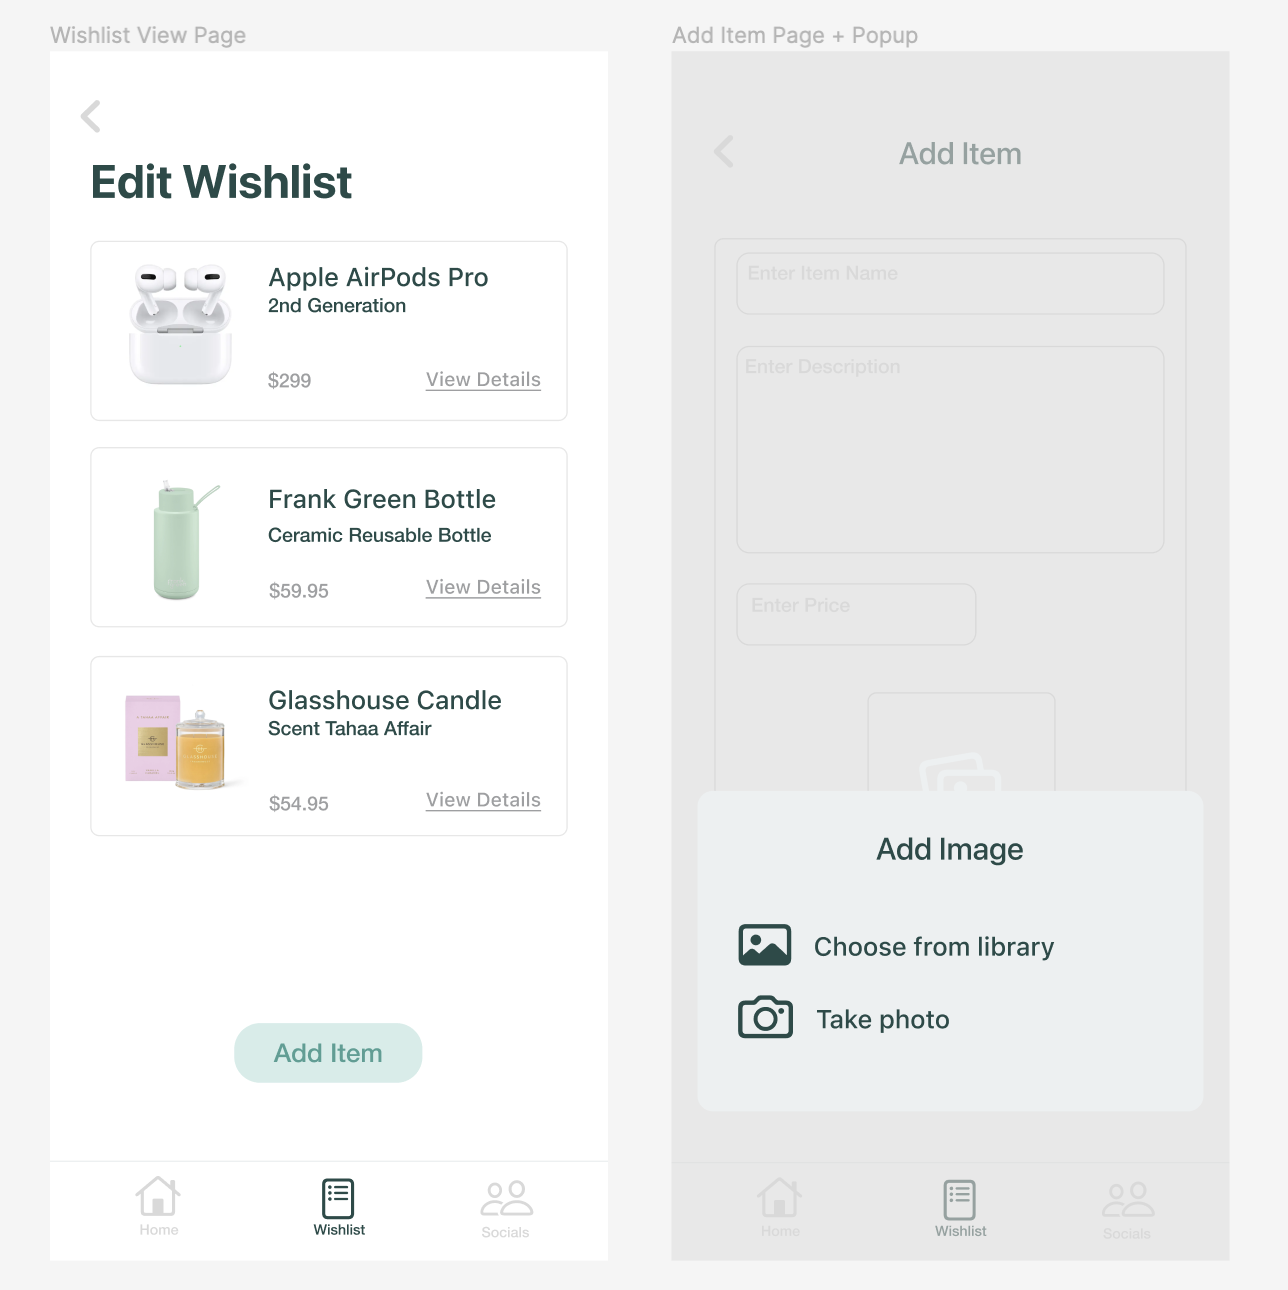 Wishlist View Page
Edit Wishlist
Apple AirPods Pro
2nd Generation
$299
View Details
Frank Green Bottle
Ceramic Reusable Bottle
$59.95
View Details
Glasshouse Candle
Scent Tahaa Affair
$54.95
View Details
Add Item
Home
Wishlist
Socials
Add Item Page + Popup
Add Item
Enter Item Name
Enter Description
Enter Price
Add Image
Choose from library
Take photo
Home
Wishlist
Socials